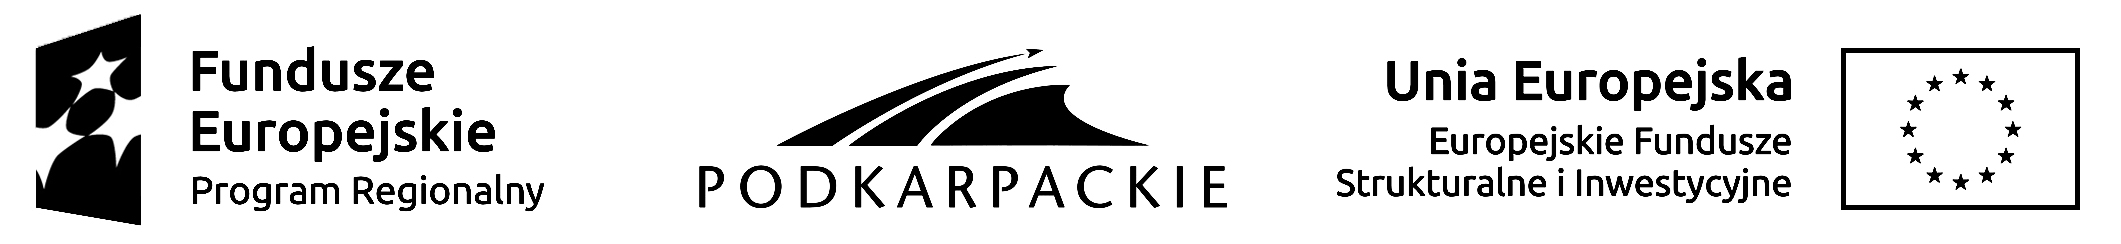 Fundusze
Europejskie
Program Regionalny
PODKARPACKIE
Unia Europejska
Europejskie Fundusze
Strukturalne i Inwestycyjne